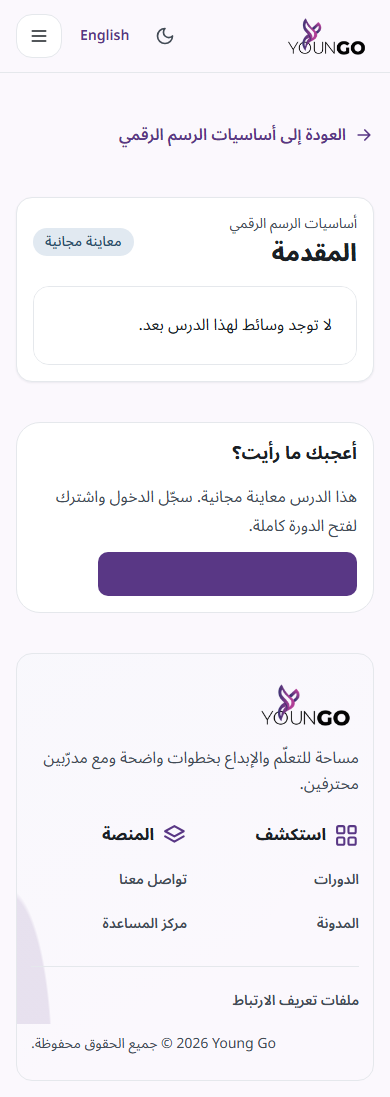 YOUNGO
English
العودة إلى أساسيات الرسم الرقمي
أساسيات الرسم الرقمي
المقدمة
معاينة مجانية
لا توجد وسائط لهذا الدرس بعد.
أعجبك ما رأيت؟
هذا الدرس معاينة مجانية. سجّل الدخول واشترك
لفتح الدورة كاملة.
YOUNGO
مساحة للتعلّم والإبداع بخطوات واضحة ومع مدرّبين
محترفين.
استكشف
الدورات
المدونة
المنصة
تواصل معنا
مركز المساعدة
ملفات تعريف الارتباط
Young Go 2026 © جميع الحقوق محفوظة.